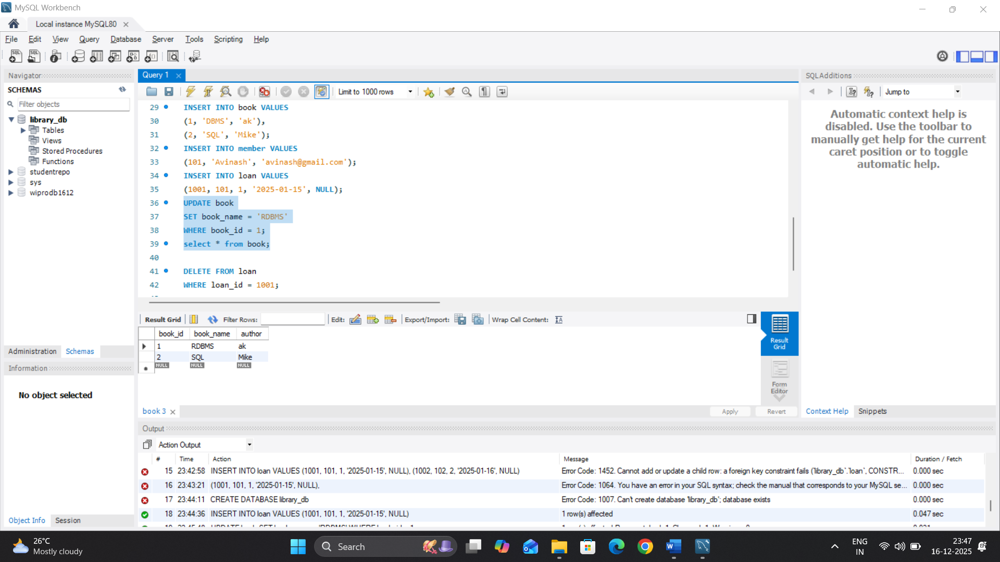 MySQL Workbench
Local instance MySQL80
File Edit View Query Database Server Tools Scripting Help
Navigator
SCHEMAS
Filter objects
library_db
Tables
Views
Stored Procedures
Functions
studentrepo
sys
wiprodb1612
Administration Schemas
Information
No object selected
Object Info Session
Query 1
Limit to 1000 rows
29 INSERT INTO book VALUES
30 (1, 'DBMS', 'ak'),
31 (2, 'SQL', 'Mike');
32 INSERT INTO member VALUES
33 (101, 'Avinash', 'avinash@gmail.com');
34 INSERT INTO loan VALUES
35 (1001, 101, 1, '2025-01-15', NULL);
36 UPDATE book
37 SET book_name = 'RDBMS'
38 WHERE book_id = 1;
39 select * from book;
40
41 DELETE FROM loan
42 WHERE loan_id = 1001;
Result Grid Filter Rows: Edit: Export/Import: Wrap Cell Content:
book_id book_name author
1 RDBMS ak
2 SQL Mike
NULL NULL NULL
Result Grid
Form Editor
book 3
Apply Revert
SQLAdditions
Jump to
Automatic context help is
disabled. Use the toolbar to
manually get help for the current
caret position or to toggle
automatic help.
Context Help Snippets
Output
Action Output
# Time Action Message Duration / Fetch
15 23:42:58 INSERT INTO loan VALUES (1001, 101, 1, '2025-01-15', NULL), (1002, 102, 2, '2025-01-16', NULL) Error Code: 1452. Cannot add or update a child row: a foreign key constraint fails (`library_db`.`loan`, CONSTR... 0.000 sec
16 23:43:21 (1001, 101, 1, '2025-01-15', NULL), Error Code: 1064. You have an error in your SQL syntax; check the manual that corresponds to your MySQL se... 0.000 sec
17 23:44:11 CREATE DATABASE library_db Error Code: 1007. Can't create database 'library_db'; database exists 0.000 sec
18 23:44:36 INSERT INTO loan VALUES (1001, 101, 1, '2025-01-15', NULL) 1 row(s) affected 0.047 sec
26°C
Mostly cloudy
Search
ENG
IN
23:47
16-12-2025